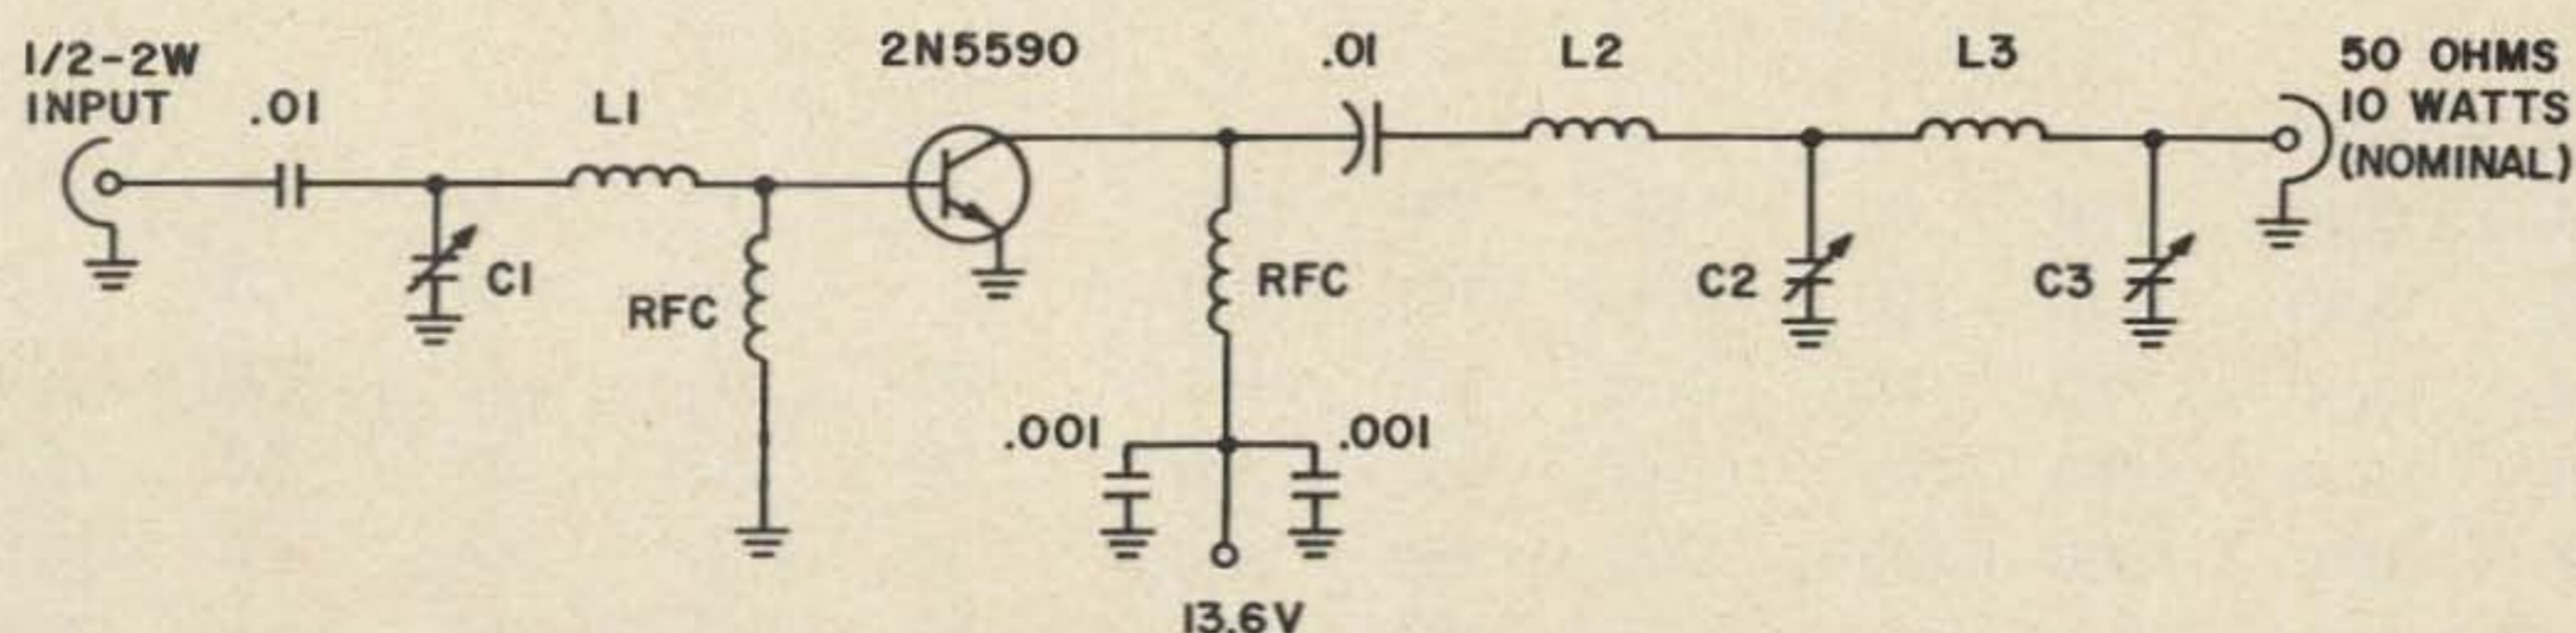 1/2-2W
INPUT
.01
L1
2N5590
.01
L2
L3
50 OHMS
10 WATTS
(NOMINAL)
C1
RFC
RFC
C2
C3
.001
.001
13.6V